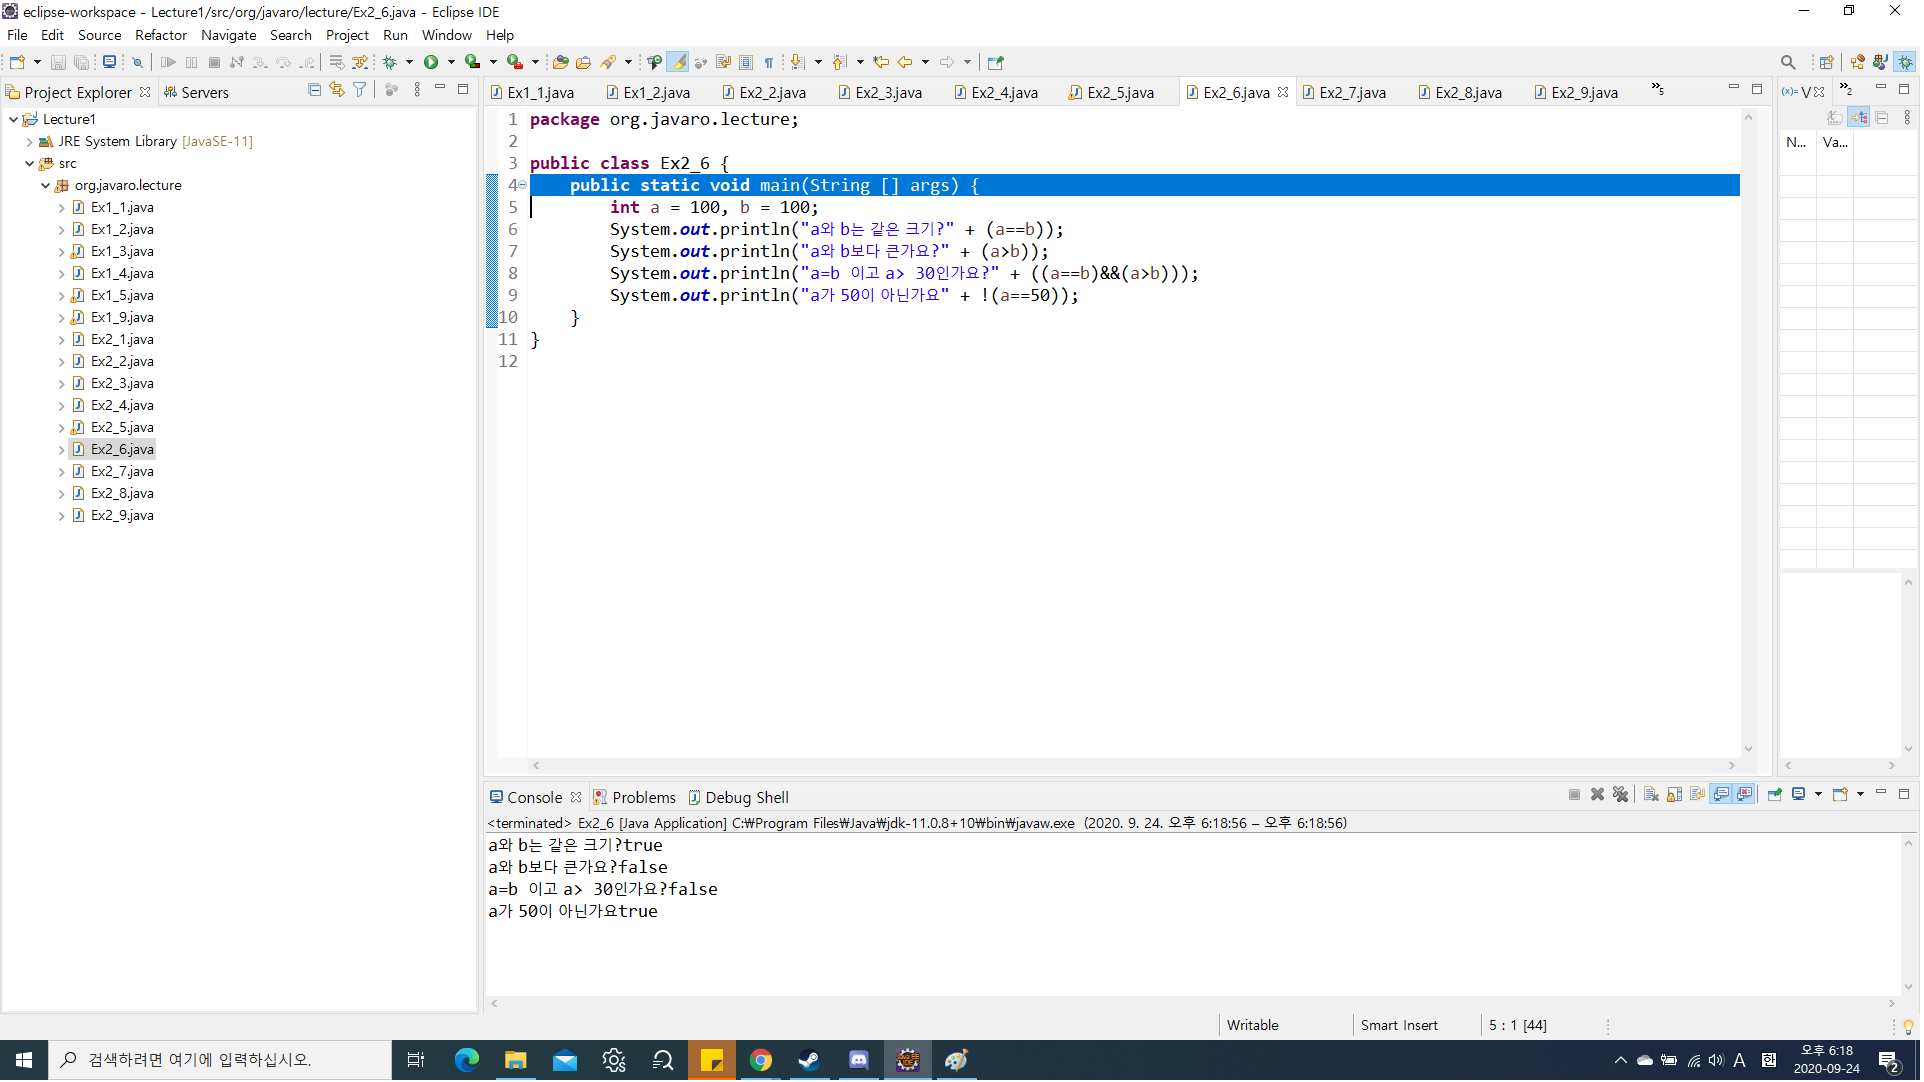 eclipse-workspace - Lecture1/src/org/javaro/lecture/Ex2_6.java - Eclipse IDE
File Edit Source Refactor Navigate Search Project Run Window Help
Project Explorer Servers
Lecture1
JRE System Library [JavaSE-11]
src
org.javaro.lecture
Ex1_1.java
Ex1_2.java
Ex1_3.java
Ex1_4.java
Ex1_5.java
Ex1_9.java
Ex2_1.java
Ex2_2.java
Ex2_3.java
Ex2_4.java
Ex2_5.java
Ex2_6.java
Ex2_7.java
Ex2_8.java
Ex2_9.java
Ex1_1.java Ex1_2.java Ex2_2.java Ex2_3.java Ex2_4.java Ex2_5.java Ex2_6.java Ex2_7.java Ex2_8.java Ex2_9.java »5
1 package org.javaro.lecture;
2
3 public class Ex2_6 {
4 public static void main(String [] args) {
5 int a = 100, b = 100;
6 System.out.println("a와 b는 같은 크기?" + (a==b));
7 System.out.println("a와 b보다 큰가요?" + (a>b));
8 System.out.println("a=b 이고 a> 30인가요?" + ((a==b)&&(a>b)));
9 System.out.println("a가 50이 아닌가요" + !(a==50));
10 }
11 }
12
(x)= V »2
N... Va...
Console Problems Debug Shell
<terminated> Ex2_6 [Java Application] C:₩Program Files₩Java₩jdk-11.0.8+10₩bin₩javaw.exe (2020. 9. 24. 오후 6:18:56 – 오후 6:18:56)
a와 b는 같은 크기?true
a와 b보다 큰가요?false
a=b 이고 a> 30인가요?false
a가 50이 아닌가요true
Writable Smart Insert 5 : 1 [44]
검색하려면 여기에 입력하십시오.
A 한 오후 6:18
2020-09-24
2